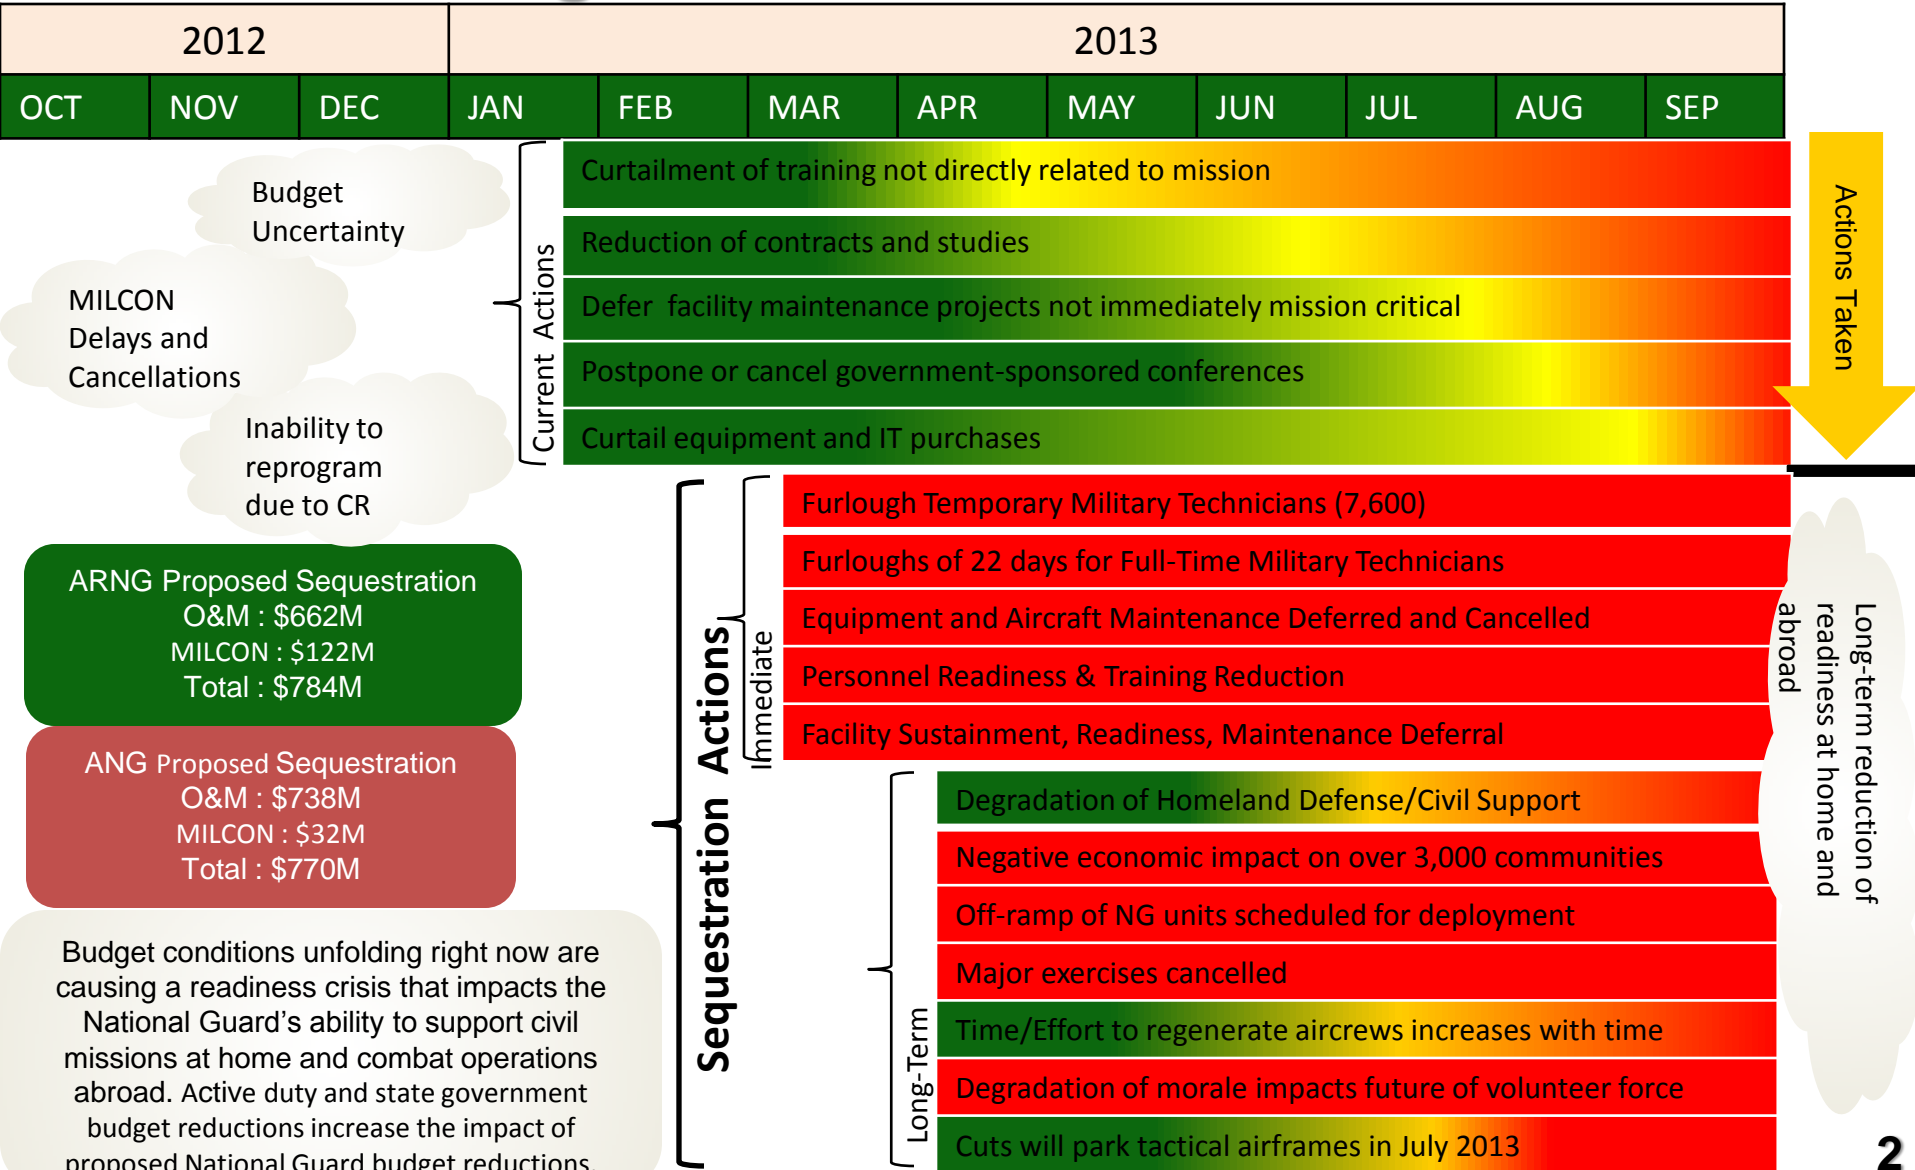 2012
2013
OCT NOV DEC JAN FEB MAR APR MAY JUN JUL AUG SEP
Budget
Uncertainty
MILCON
Delays and
Cancellations
Inability to
reprogram
due to CR
Current Actions
Curtailment of training not directly related to mission
Reduction of contracts and studies
Defer facility maintenance projects not immediately mission critical
Postpone or cancel government-sponsored conferences
Curtail equipment and IT purchases
Actions Taken
ARNG Proposed Sequestration
O&M : $662M
MILCON : $122M
Total : $784M
ANG Proposed Sequestration
O&M : $738M
MILCON : $32M
Total : $770M
Budget conditions unfolding right now are
causing a readiness crisis that impacts the
National Guard’s ability to support civil
missions at home and combat operations
abroad. Active duty and state government
budget reductions increase the impact of
proposed National Guard budget reductions.
Sequestration Actions
Immediate
Furlough Temporary Military Technicians (7,600)
Furloughs of 22 days for Full-Time Military Technicians
Equipment and Aircraft Maintenance Deferred and Cancelled
Personnel Readiness & Training Reduction
Facility Sustainment, Readiness, Maintenance Deferral
Long-Term
Degradation of Homeland Defense/Civil Support
Negative economic impact on over 3,000 communities
Off-ramp of NG units scheduled for deployment
Major exercises cancelled
Time/Effort to regenerate aircrews increases with time
Degradation of morale impacts future of volunteer force
Cuts will park tactical airframes in July 2013
Long-term reduction of
readiness at home and
abroad
2